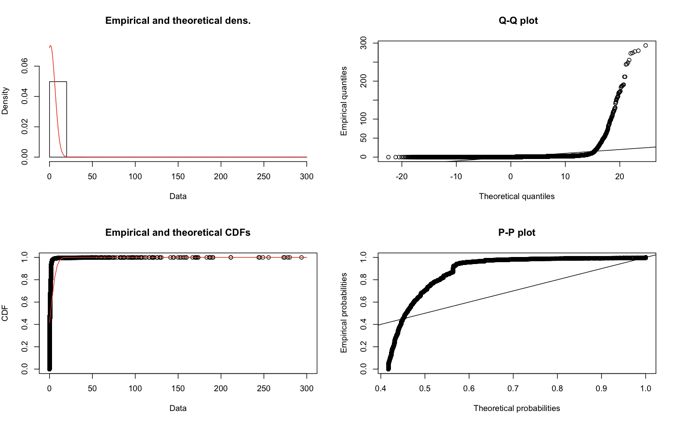 Empirical and theoretical dens.
Density
0.00 0.02 0.04 0.06
0 50 100 150 200 250 300
Data
Q-Q plot
Empirical quantiles
0 50 100 200 300
-20 -10 0 10 20
Theoretical quantiles
Empirical and theoretical CDFs
CDF
0.0 0.2 0.4 0.6 0.8 1.0
0 50 100 150 200 250 300
Data
P-P plot
Empirical probabilities
0.0 0.2 0.4 0.6 0.8 1.0
0.4 0.5 0.6 0.7 0.8 0.9 1.0
Theoretical probabilities